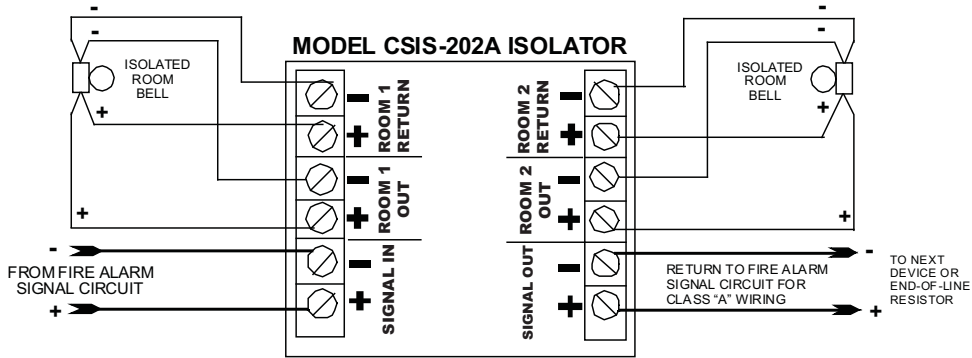 MODEL CSIS-202A ISOLATOR
-
-
ISOLATED
ROOM
BELL
+
+
-
+
ROOM 1
RETURN
-
+
ROOM 1
OUT
-
+
SIGNAL IN
-
+
FROM FIRE ALARM
SIGNAL CIRCUIT
-
+
ROOM 2
RETURN
-
+
ROOM 2
OUT
-
+
SIGNAL OUT
-
+
-
-
ISOLATED
ROOM
BELL
+
+
RETURN TO FIRE ALARM
SIGNAL CIRCUIT FOR
CLASS “A” WIRING
-
+
TO NEXT
DEVICE OR
END-OF-LINE
RESISTOR